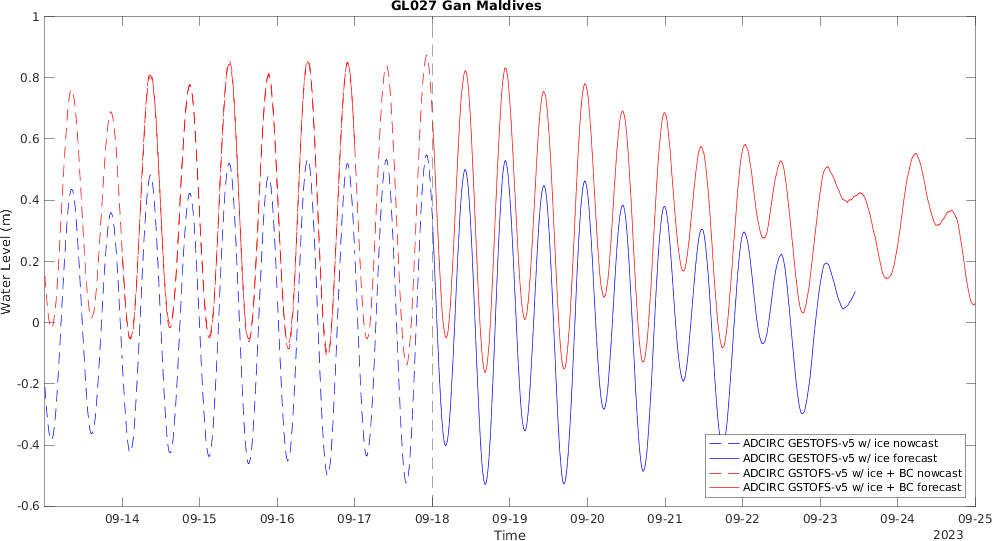 GL027 Gan Maldives
Water Level (m)
1
0.8
0.6
0.4
0.2
0
-0.2
-0.4
-0.6
ADCIRC GESTOFS-v5 w/ ice nowcast
ADCIRC GESTOFS-v5 w/ ice forecast
ADCIRC GSTOFS-v5 w/ ice + BC nowcast
ADCIRC GSTOFS-v5 w/ ice + BC forecast
09-14 09-15 09-16 09-17 09-18 09-19 09-20 09-21 09-22 09-23 09-24 09-25
Time
2023